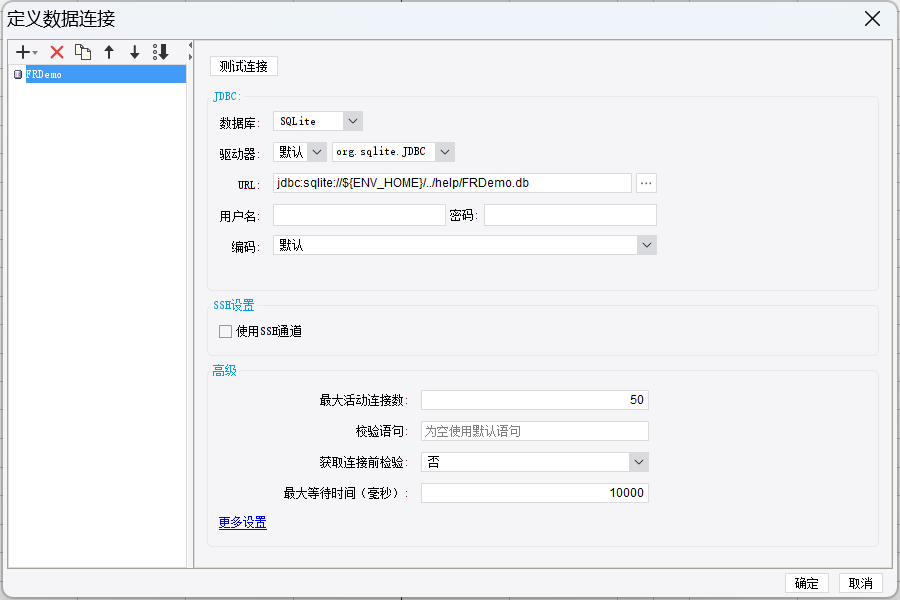 定义数据连接
FRDemo
测试连接
JDBC:
数据库: SQLite
驱动器: 默认 org.sqlite.JDBC
URL: jdbc:sqlite://${ENV_HOME}/../help/FRDemo.db ...
用户名: 密码:
编码: 默认
SSH设置
使用SSH通道
高级
最大活动连接数: 50
校验语句: 为空使用默认语句
获取连接前检验: 否
最大等待时间（毫秒）: 10000
更多设置
确定 取消